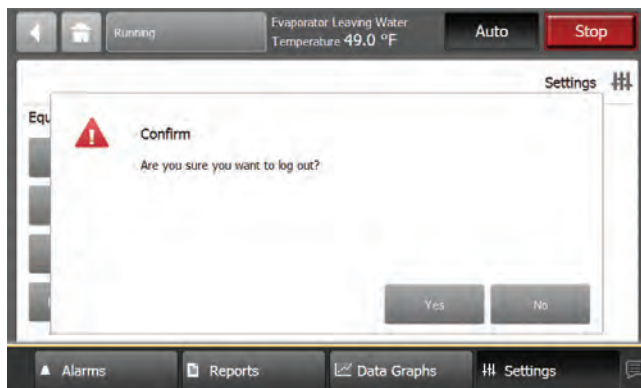 Running
Evaporator Leaving Water
Temperature 49.0 °F
Auto
Stop
Settings
Equ
Confirm
Are you sure you want to log out?
Yes
No
Alarms
Reports
Data Graphs
Settings